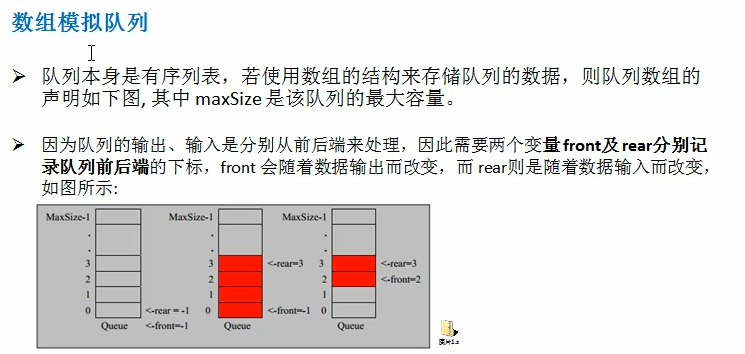 数组模拟队列
队列本身是有序列表，若使用数组的结构来存储队列的数据，则队列数组的
声明如下图, 其中 maxSize 是该队列的最大容量。
因为队列的输出、输入是分别从前后端来处理，因此需要两个变量 front及 rear分别记
录队列前后端的下标，front 会随着数据输出而改变，而 rear则是随着数据输入而改变，
如图所示:
MaxSize-1 MaxSize-1 MaxSize-1
. . .
. . .
3 3 <-rear=3 3 <-rear=3
2 2 2 <-front=2
1 1 1
0 <-rear = -1 0 <-front=-1 0
Queue <-front=-1 Queue Queue
图片1.z